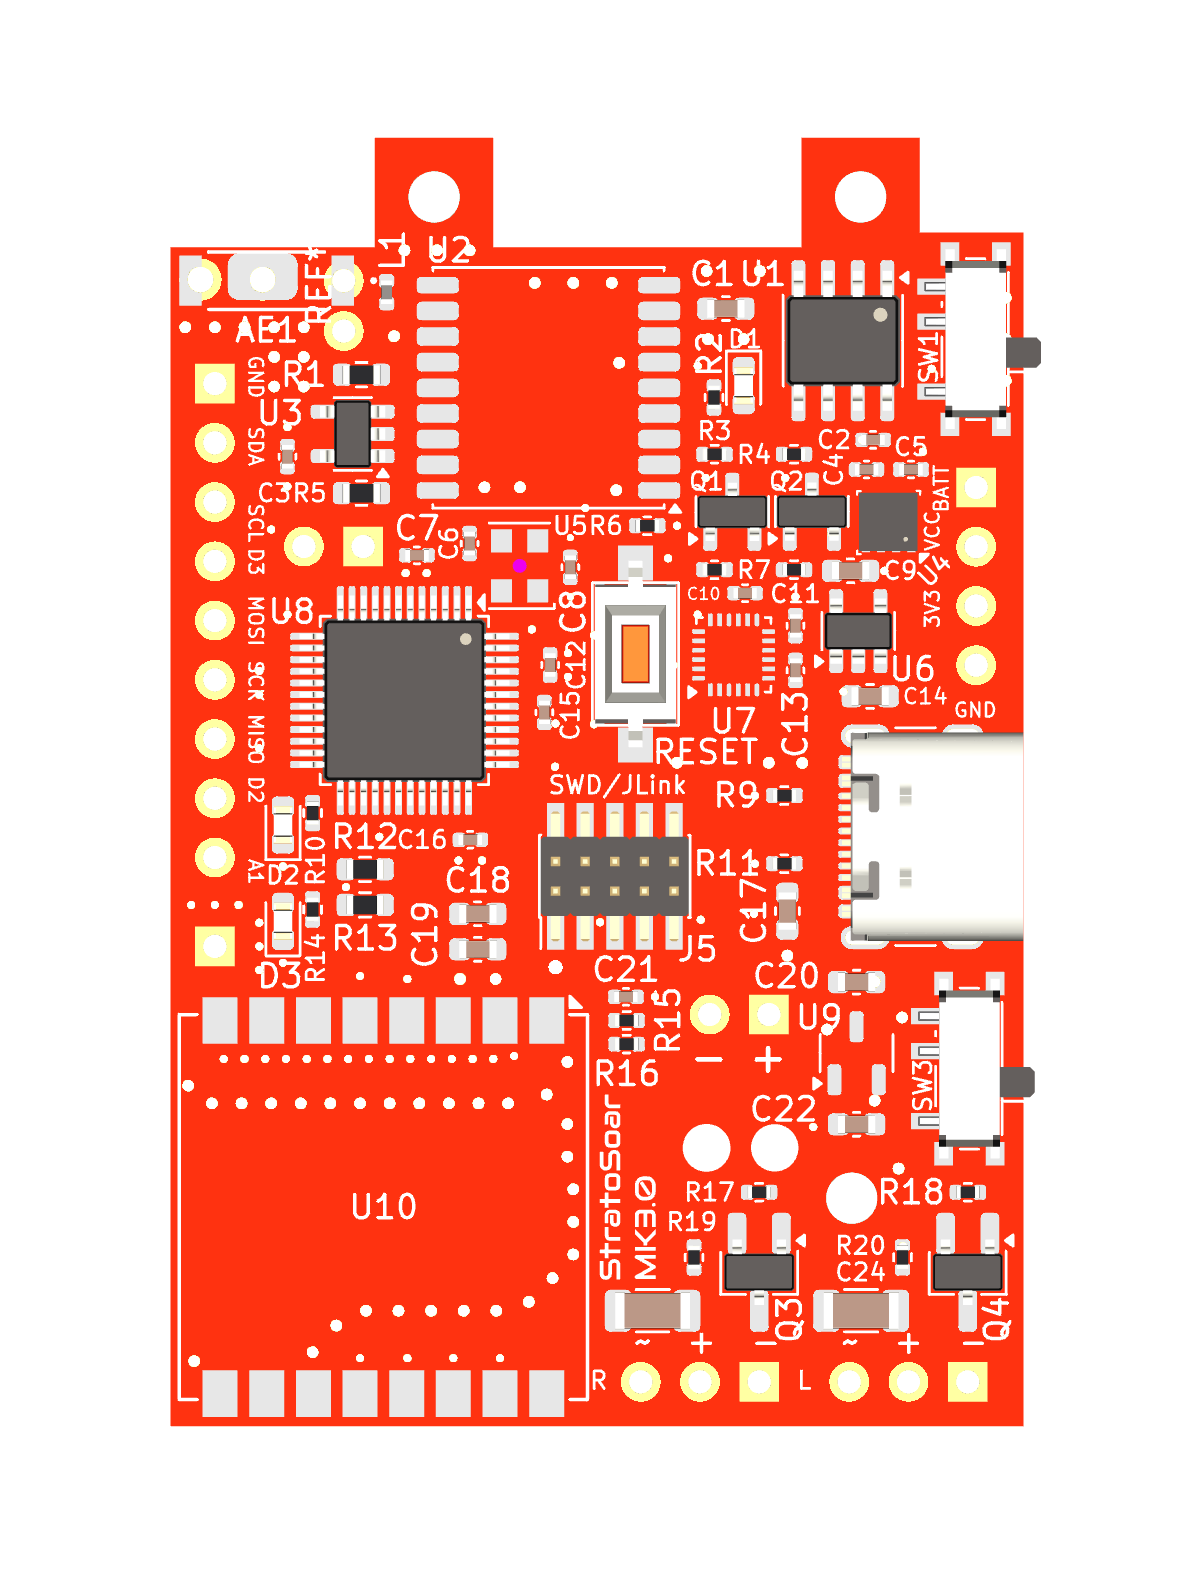 L1
U2
REF*
AE1
C1
U1
R2
D1
SW1
GND
R1
U3
SDA
C3
R5
R3
R4
C2
C5
C4
Q1
Q2
BATT
VCC
SCL
D3
C7
C6
U5
R6
R7
C9
U4
3V3
C10
C11
MOSI
U8
C8
C12
C15
SCK
MISO
D2
U6
C14
GND
U7
C13
RESET
SWD/JLink
R9
R12
C16
R10
D2
A1
R11
C18
C17
R13
C19
J5
R14
D3
C21
C20
R15
U9
- +
R16
SW3
C22
StratoSoar
MK3.0
U10
R17
R18
R19
R20
C24
Q3
Q4
~ + -
~ + -
R
L